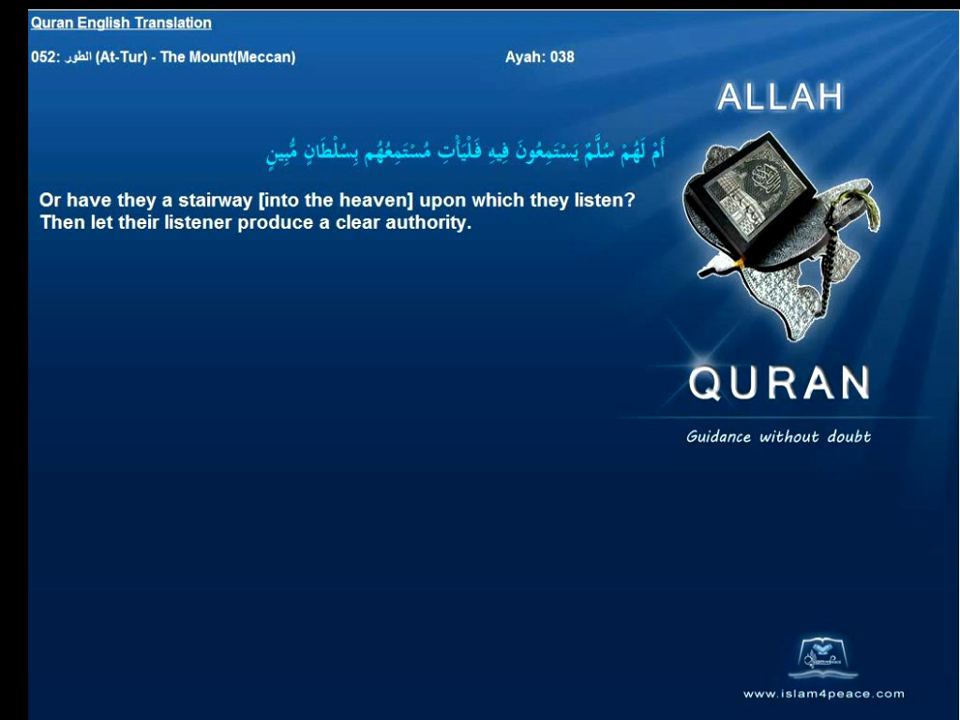 Quran English Translation
052: الطور (At-Tur) - The Mount(Meccan) Ayah: 038
ALLAH
أَمْ لَهُمْ سُلَّمٌ يَسْتَمِعُونَ فِيهِ فَلْيَأْتِ مُسْتَمِعُهُم بِسُلْطَانٍ مُّبِينٍ
Or have they a stairway [into the heaven] upon which they listen?
Then let their listener produce a clear authority.
QURAN
Guidance without doubt
www.islam4peace.com